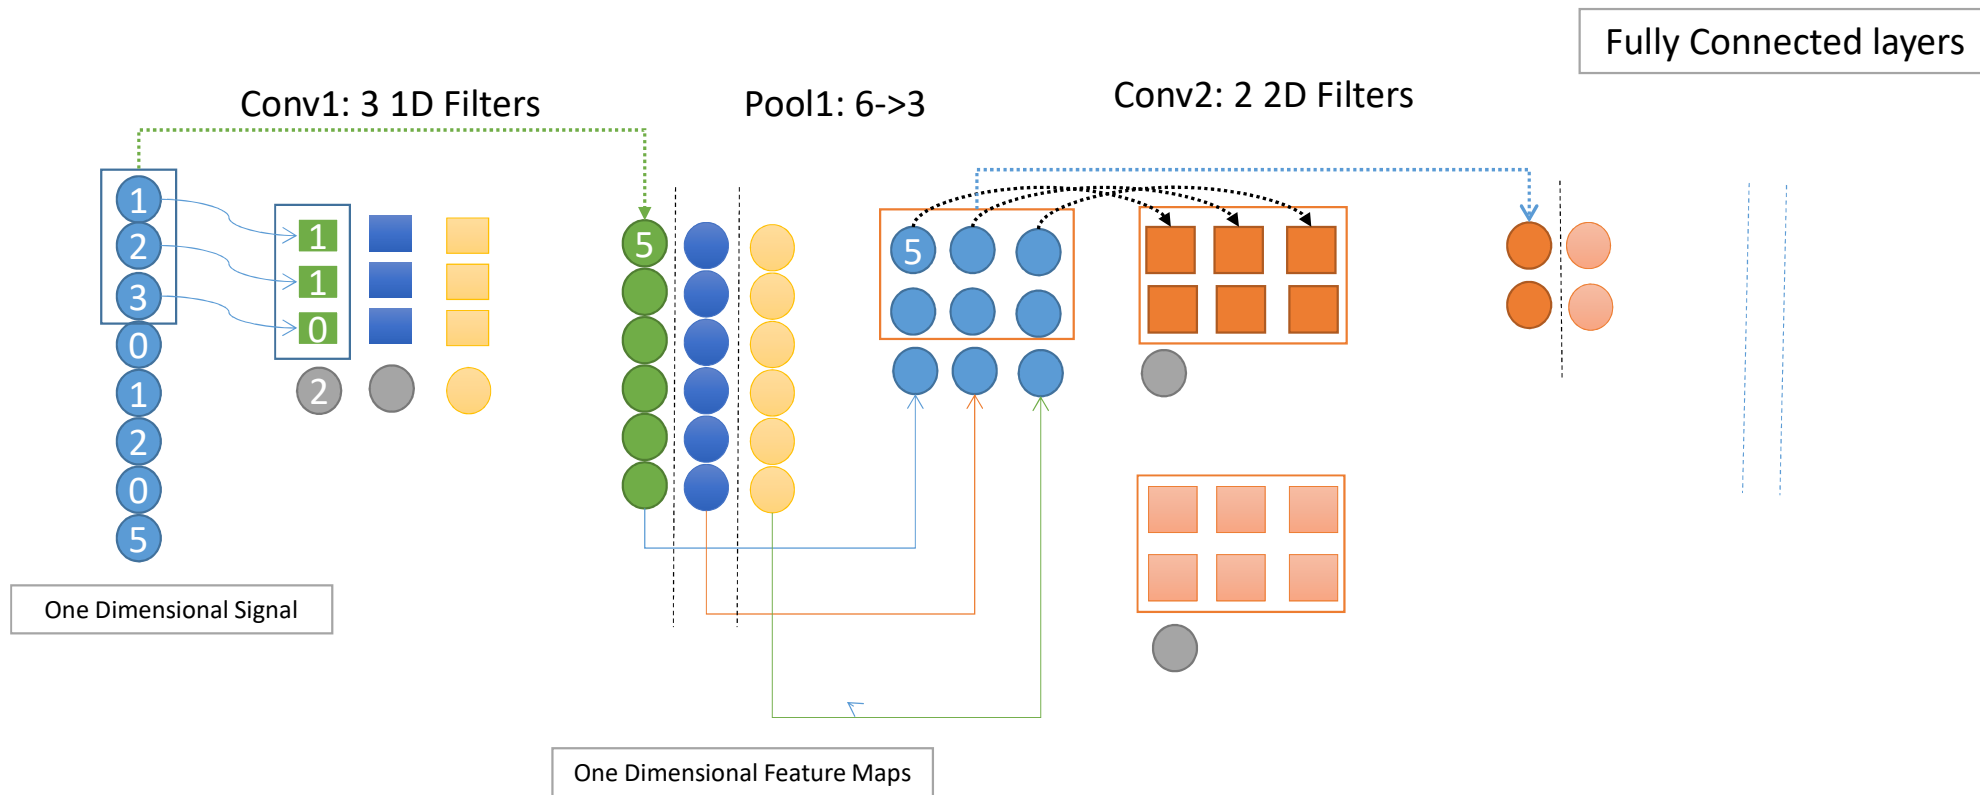 Fully Connected layers
Conv1: 3 1D Filters
Pool1: 6->3
Conv2: 2 2D Filters
1
2
3
0
1
2
0
5
1
1
0
2
5
5
One Dimensional Signal
One Dimensional Feature Maps